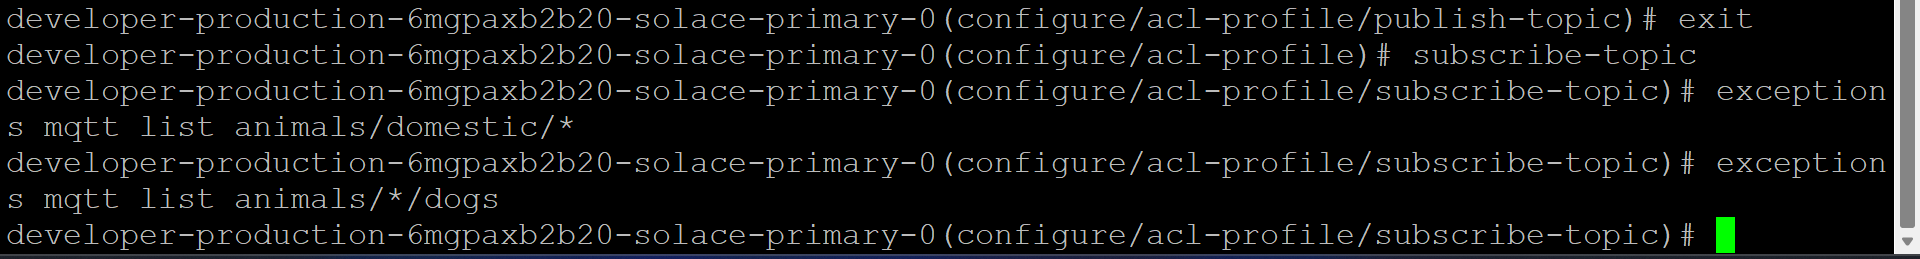 developer-production-6mgpaxb2b20-solace-primary-0(configure/acl-profile/publish-topic)# exit
developer-production-6mgpaxb2b20-solace-primary-0(configure/acl-profile)# subscribe-topic
developer-production-6mgpaxb2b20-solace-primary-0(configure/acl-profile/subscribe-topic)# exception
s mqtt list animals/domestic/*
developer-production-6mgpaxb2b20-solace-primary-0(configure/acl-profile/subscribe-topic)# exception
s mqtt list animals/*/dogs
developer-production-6mgpaxb2b20-solace-primary-0(configure/acl-profile/subscribe-topic)#